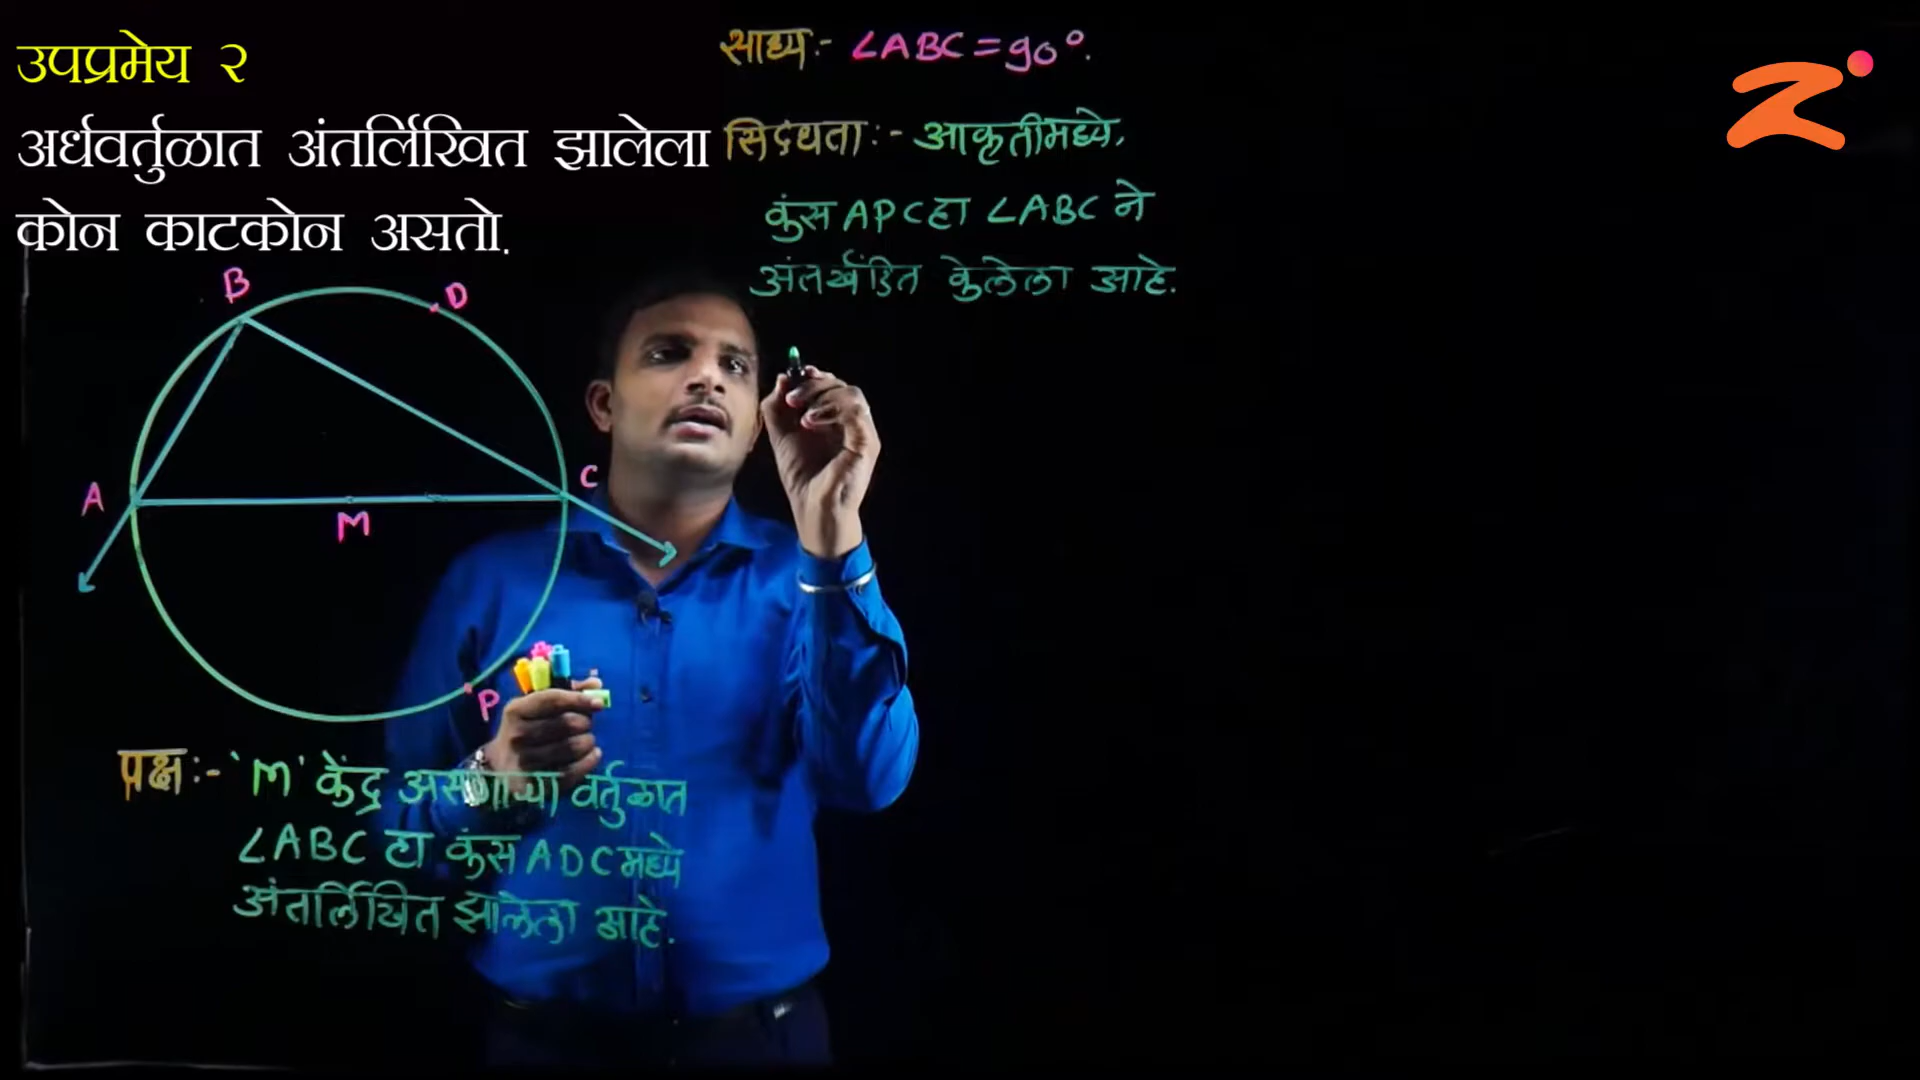 उपप्रमेय २
अर्धवर्तुळात अंतर्लिखित झालेला
कोन काटकोन असतो.
साध्य:- ∠ABC = 90°.
सिद्धता:- आकृतीमध्ये,
कंस APC हा ∠ABC ने
अंतर्खंडित केलेला आहे.
B
D
A
C
M
P
पक्ष:- 'M' केंद्र असणाऱ्या वर्तुळात
∠ABC हा कंस ADC मध्ये
अंतर्लिखित झालेला आहे.